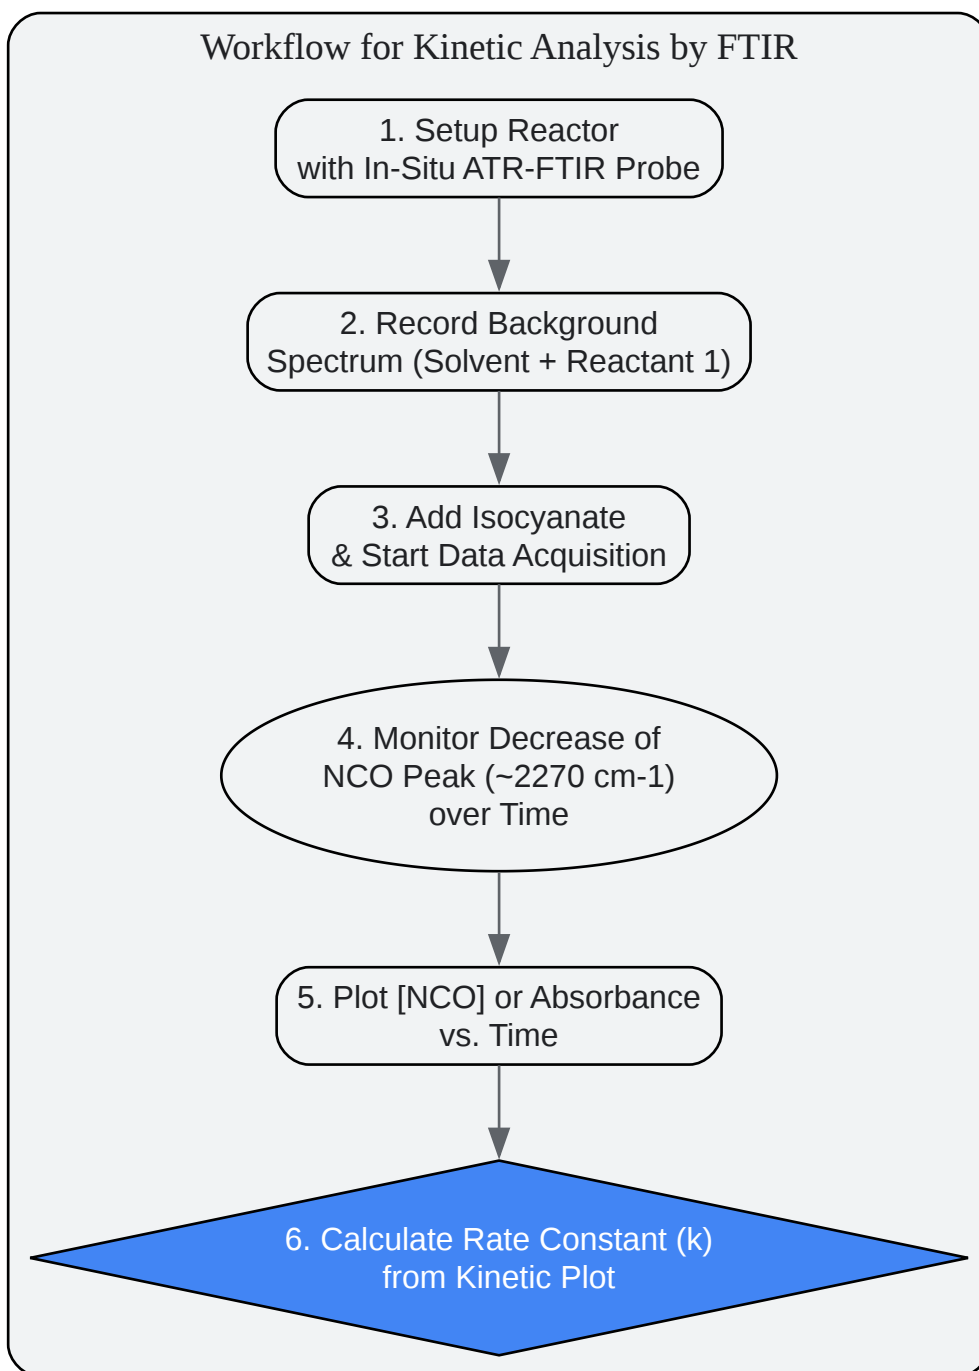 Workflow for Kinetic Analysis by FTIR
1. Setup Reactor
with In-Situ ATR-FTIR Probe
2. Record Background
Spectrum (Solvent + Reactant 1)
3. Add Isocyanate
& Start Data Acquisition
4. Monitor Decrease of
NCO Peak (~2270 cm-1)
over Time
5. Plot [NCO] or Absorbance
vs. Time
6. Calculate Rate Constant (k)
from Kinetic Plot